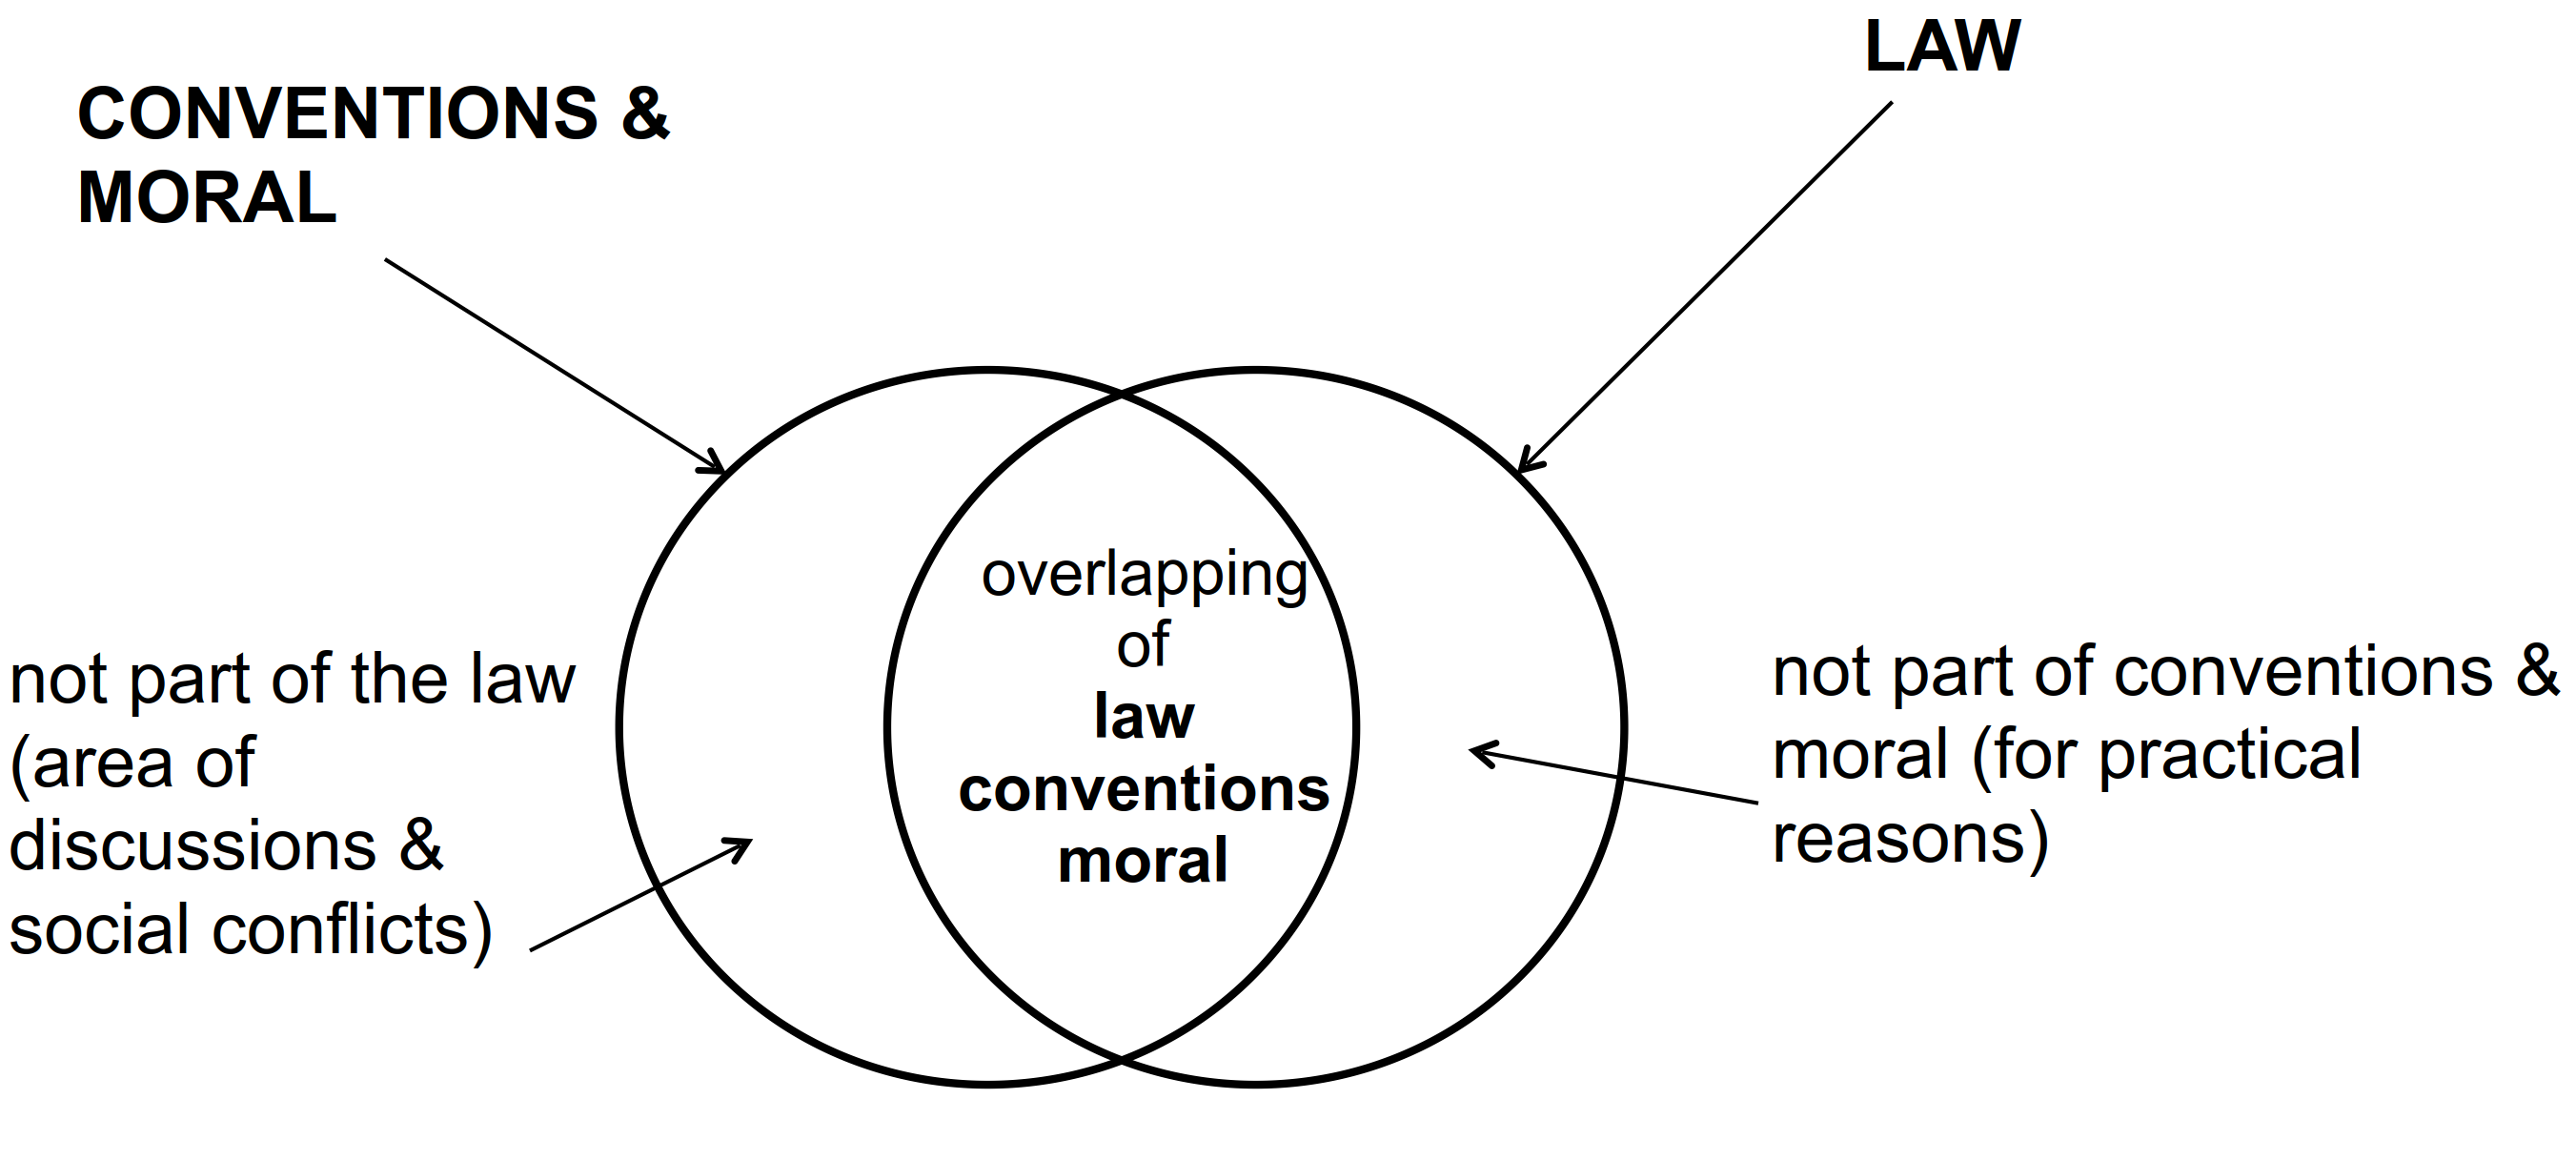 LAW
CONVENTIONS &
MORAL
overlapping
of
law
conventions
moral
not part of the law
(area of
discussions &
social conflicts)
not part of conventions &
moral (for practical
reasons)